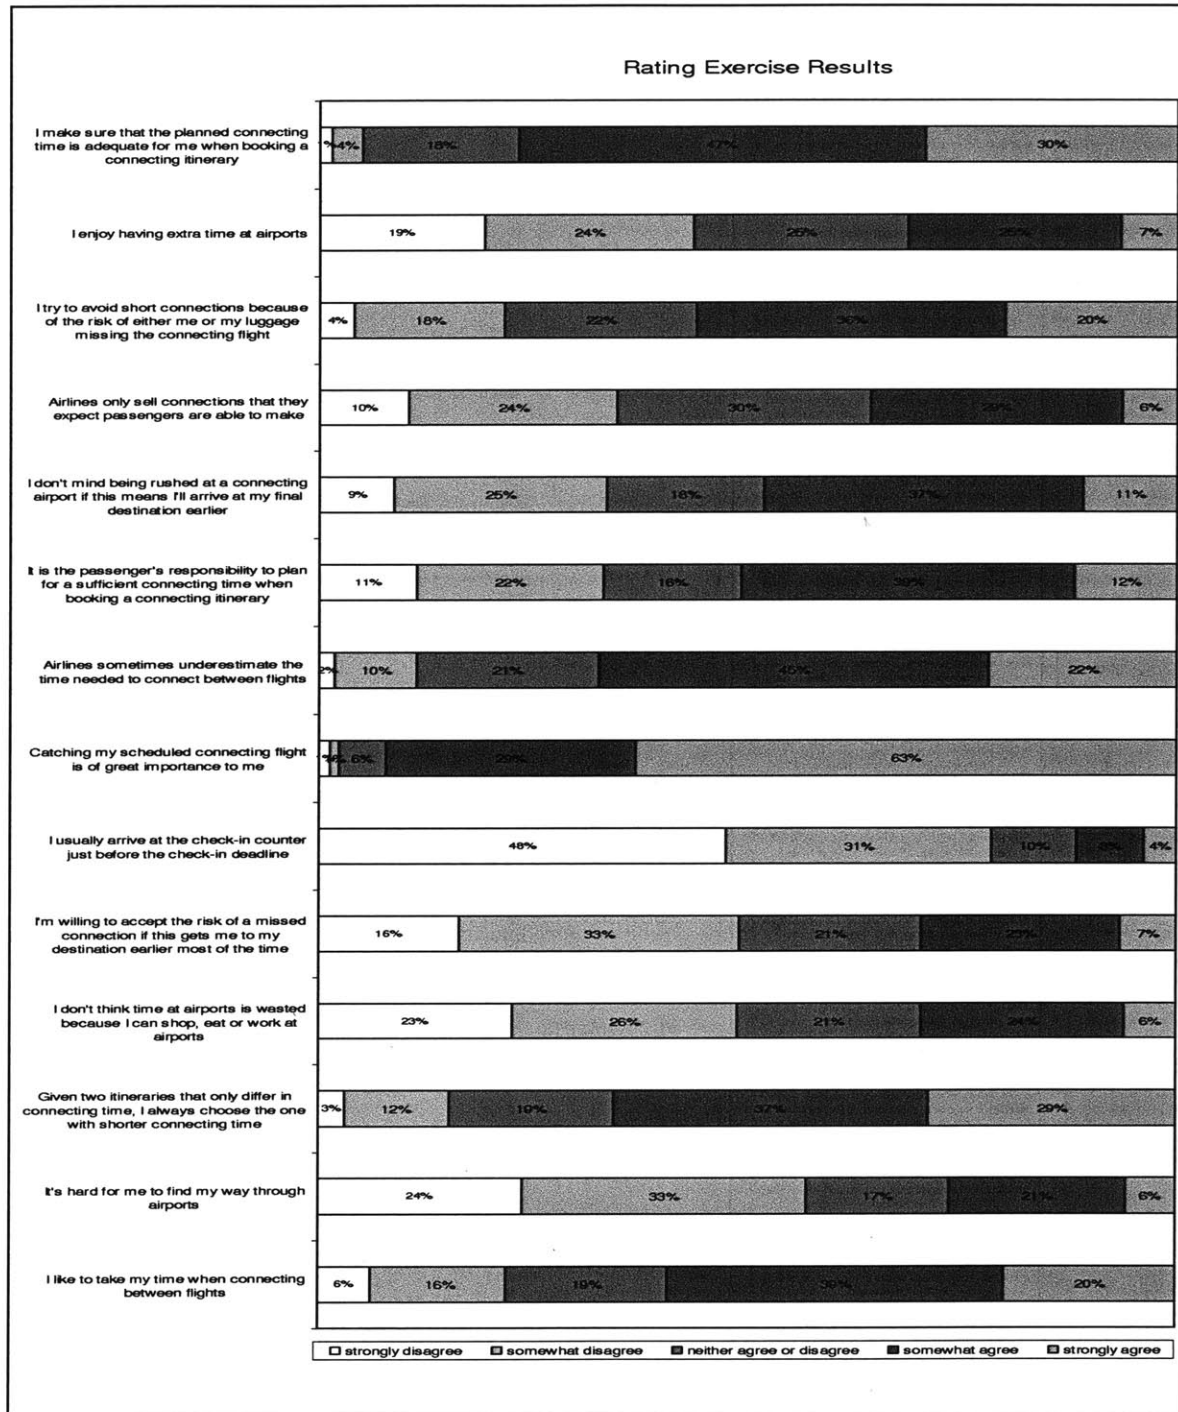 Rating Exercise Results
I make sure that the planned connecting
time is adequate for me when booking a
connecting itinerary
4% 18% 47% 30%
I enjoy having extra time at airports
19% 24% 25% 25% 7%
I try to avoid short connections because
of the risk of either me or my luggage
missing the connecting flight
4% 18% 22% 36% 20%
Airlines only sell connections that they
expect passengers are able to make
10% 24% 30% 29% 6%
I don't mind being rushed at a connecting
airport if this means I'll arrive at my final
destination earlier
9% 25% 18% 37% 11%
It is the passenger's responsibility to plan
for a sufficient connecting time when
booking a connecting itinerary
11% 22% 16% 39% 12%
Airlines sometimes underestimate the
time needed to connect between flights
2% 10% 21% 45% 22%
Catching my scheduled connecting flight
is of great importance to me
6% 29% 63%
I usually arrive at the check-in counter
just before the check-in deadline
48% 31% 10% 8% 4%
I'm willing to accept the risk of a missed
connection if this gets me to my
destination earlier most of the time
16% 33% 21% 23% 7%
I don't think time at airports is wasted
because I can shop, eat or work at
airports
23% 26% 21% 24% 6%
Given two itineraries that only differ in
connecting time, I always choose the one
with shorter connecting time
3% 12% 19% 37% 29%
It's hard for me to find my way through
airports
24% 33% 17% 21% 6%
I like to take my time when connecting
between flights
6% 16% 19% 39% 20%
strongly disagree somewhat disagree neither agree or disagree somewhat agree strongly agree